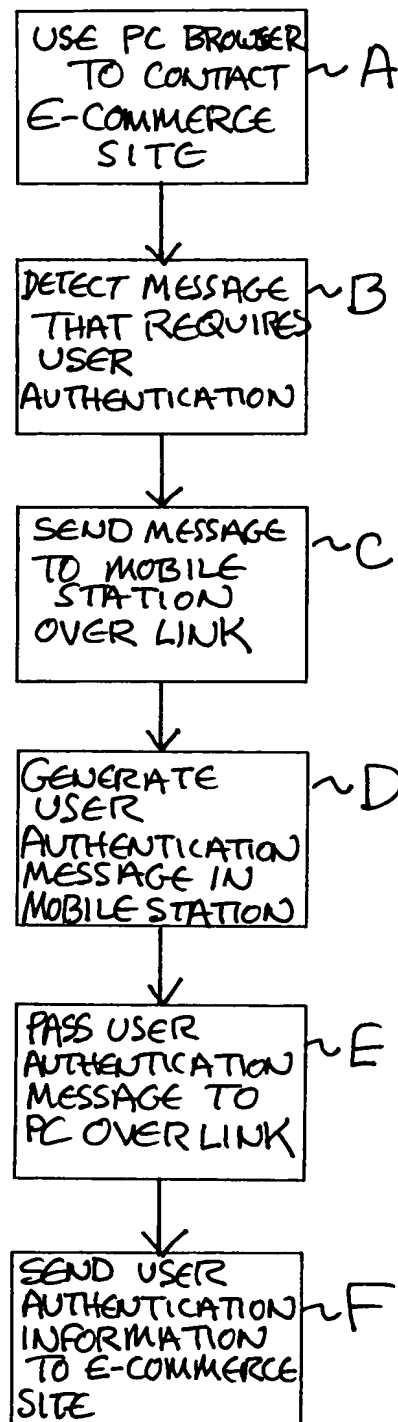 USE PC BROWSER
TO CONTACT
E-COMMERCE
SITE
~A
DETECT MESSAGE
THAT REQUIRES
USER
AUTHENTICATION
~B
SEND MESSAGE
TO MOBILE
STATION
OVER LINK
~C
GENERATE
USER
AUTHENTICATION
MESSAGE IN
MOBILE STATION
~D
PASS USER
AUTHENTICATION
MESSAGE TO
PC OVER LINK
~E
SEND USER
AUTHENTICATION
INFORMATION
TO E-COMMERCE
SITE
~F